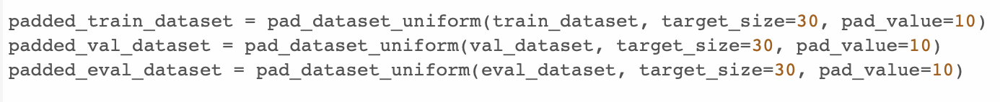 padded_train_dataset = pad_dataset_uniform(train_dataset, target_size=30, pad_value=10)
padded_val_dataset = pad_dataset_uniform(val_dataset, target_size=30, pad_value=10)
padded_eval_dataset = pad_dataset_uniform(eval_dataset, target_size=30, pad_value=10)